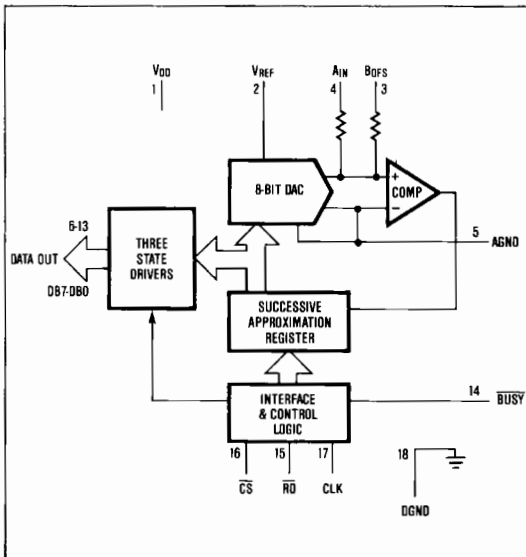 VDD
1
VREF
2
AIN
4
BOFS
3
8-BIT DAC
+
COMP
−
5
AGND
6-13
DATA OUT
DB7-DB0
THREE
STATE
DRIVERS
SUCCESSIVE
APPROXIMATION
REGISTER
INTERFACE
& CONTROL
LOGIC
14
BUSY
16
15
17
CS
RD
CLK
18
DGND